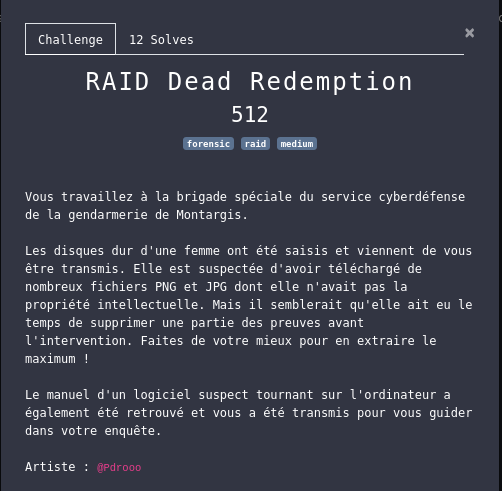 Challenge
12 Solves
×
RAID Dead Redemption
512
forensic raid medium
Vous travaillez à la brigade spéciale du service cyberdéfense
de la gendarmerie de Montargis.
Les disques dur d'une femme ont été saisis et viennent de vous
être transmis. Elle est suspectée d'avoir téléchargé de
nombreux fichiers PNG et JPG dont elle n'avait pas la
propriété intellectuelle. Mais il semblerait qu'elle ait eu le
temps de supprimer une partie des preuves avant
l'intervention. Faites de votre mieux pour en extraire le
maximum !
Le manuel d'un logiciel suspect tournant sur l'ordinateur a
également été retrouvé et vous a été transmis pour vous guider
dans votre enquête.
Artiste : @Pdrooo